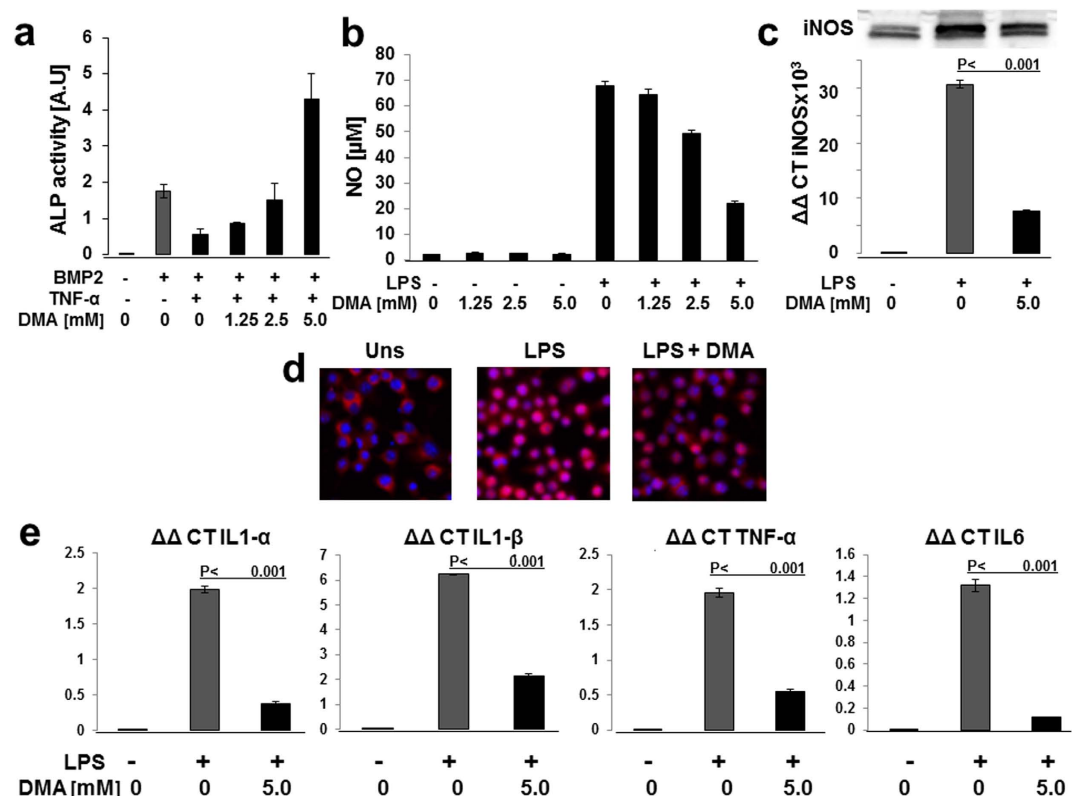 a
ALP activity [A.U]
6
5
4
3
2
1
0
BMP2 - + + + + +
TNF-α - - + + + +
DMA [mM] 0 0 0 1.25 2.5 5.0
b
NO [µM]
80
70
60
50
40
30
20
10
0
LPS - - - - + + + +
DMA (mM) 0 1.25 2.5 5.0 0 1.25 2.5 5.0
c
iNOS
ΔΔ CT iNOSx10³
P< 0.001
30
20
10
0
LPS - + +
DMA [mM] 0 0 5.0
d
Uns LPS LPS + DMA
e
ΔΔ CT IL1-α
P< 0.001
2.5
2
1.5
1
0.5
0
LPS - + +
DMA [mM] 0 0 5.0
ΔΔ CT IL1-β
P< 0.001
7
6
5
4
3
2
1
0
- + +
0 0 5.0
ΔΔ CT TNF-α
P< 0.001
2.5
2
1.5
1
0.5
0
- + +
0 0 5.0
ΔΔ CT IL6
P< 0.001
1.6
1.4
1.2
1
0.8
0.6
0.4
0.2
0
- + +
0 0 5.0